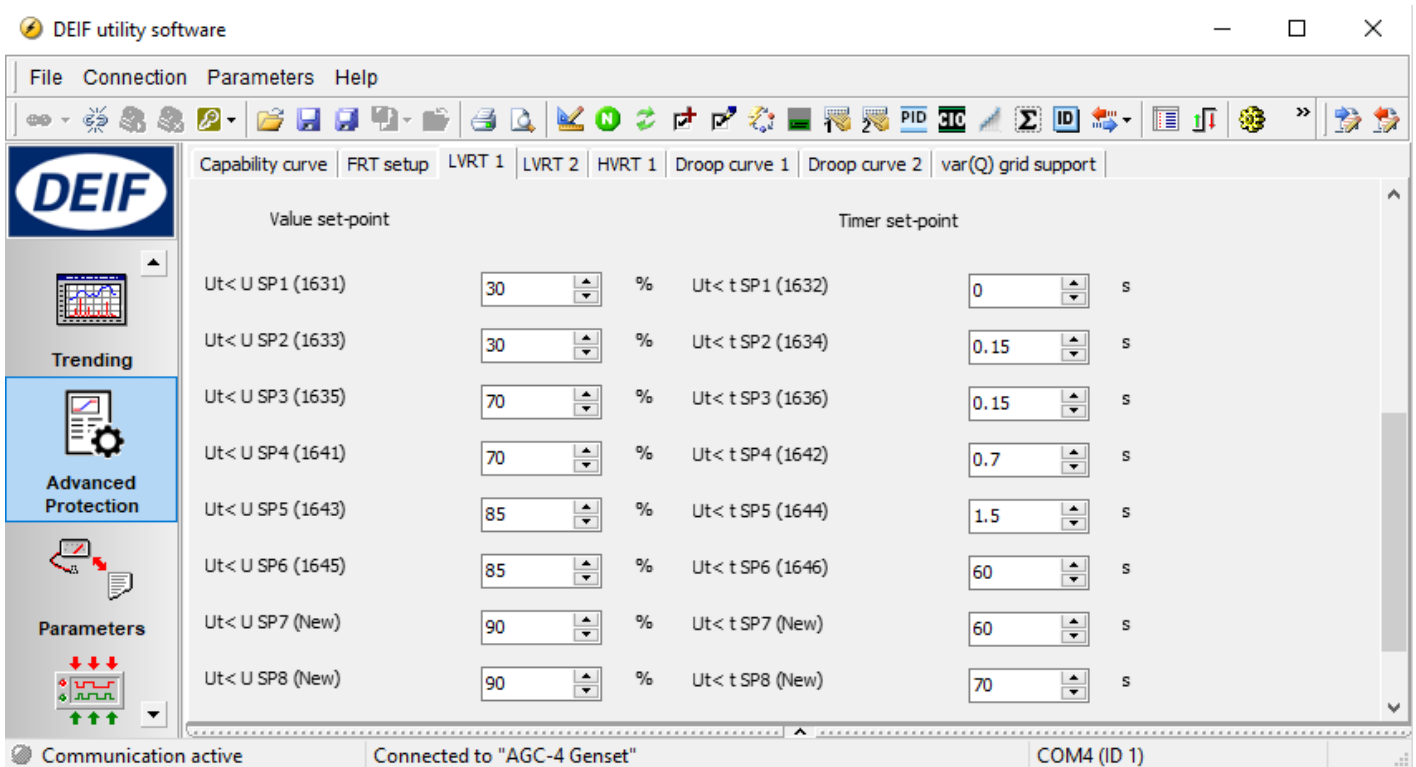 DEIF utility software
File Connection Parameters Help
N PID CIO Σ ID »
DEIF
Trending
Advanced
Protection
Parameters
Capability curve FRT setup LVRT 1 LVRT 2 HVRT 1 Droop curve 1 Droop curve 2 var(Q) grid support
Value set-point Timer set-point
Ut< U SP1 (1631) 30 % Ut< t SP1 (1632) 0 s
Ut< U SP2 (1633) 30 % Ut< t SP2 (1634) 0.15 s
Ut< U SP3 (1635) 70 % Ut< t SP3 (1636) 0.15 s
Ut< U SP4 (1641) 70 % Ut< t SP4 (1642) 0.7 s
Ut< U SP5 (1643) 85 % Ut< t SP5 (1644) 1.5 s
Ut< U SP6 (1645) 85 % Ut< t SP6 (1646) 60 s
Ut< U SP7 (New) 90 % Ut< t SP7 (New) 60 s
Ut< U SP8 (New) 90 % Ut< t SP8 (New) 70 s
Communication active Connected to "AGC-4 Genset" COM4 (ID 1)